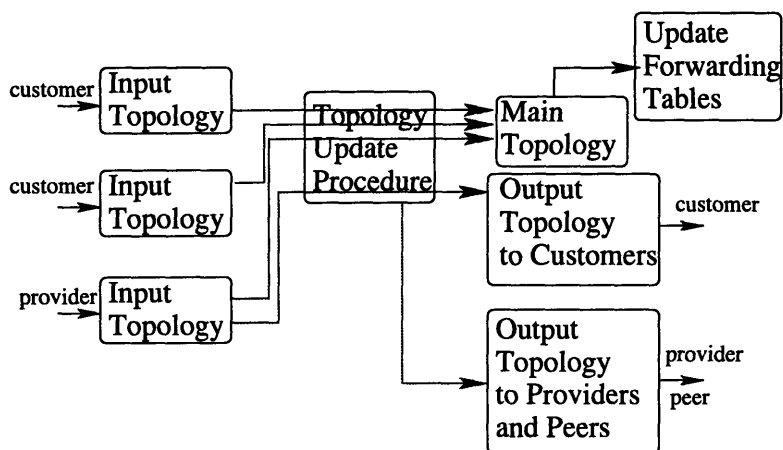 customer
Input
Topology
customer
Input
Topology
provider
Input
Topology
Topology
Update
Procedure
Main
Topology
Update
Forwarding
Tables
Output
Topology
to Customers
customer
Output
Topology
to Providers
and Peers
provider
peer